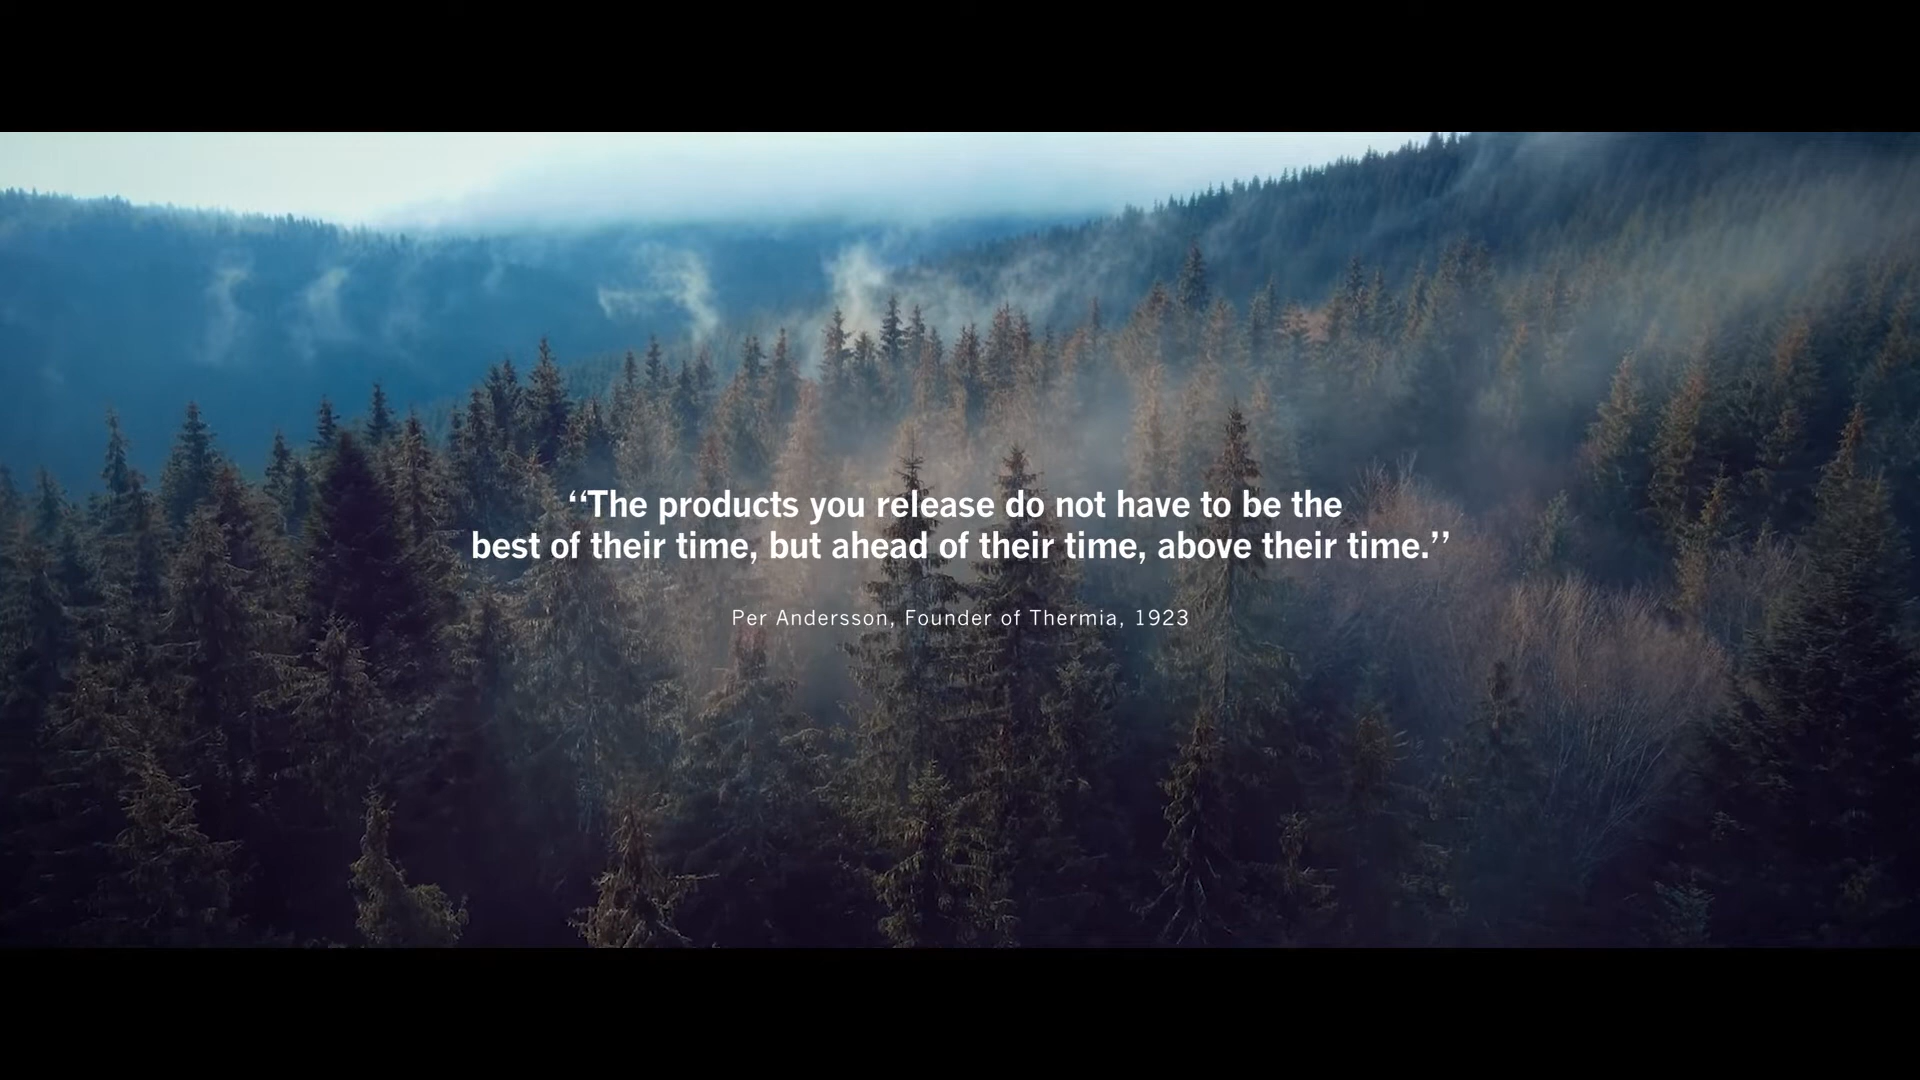 ‘‘The products you release do not have to be the
best of their time, but ahead of their time, above their time.’’
Per Andersson, Founder of Thermia, 1923